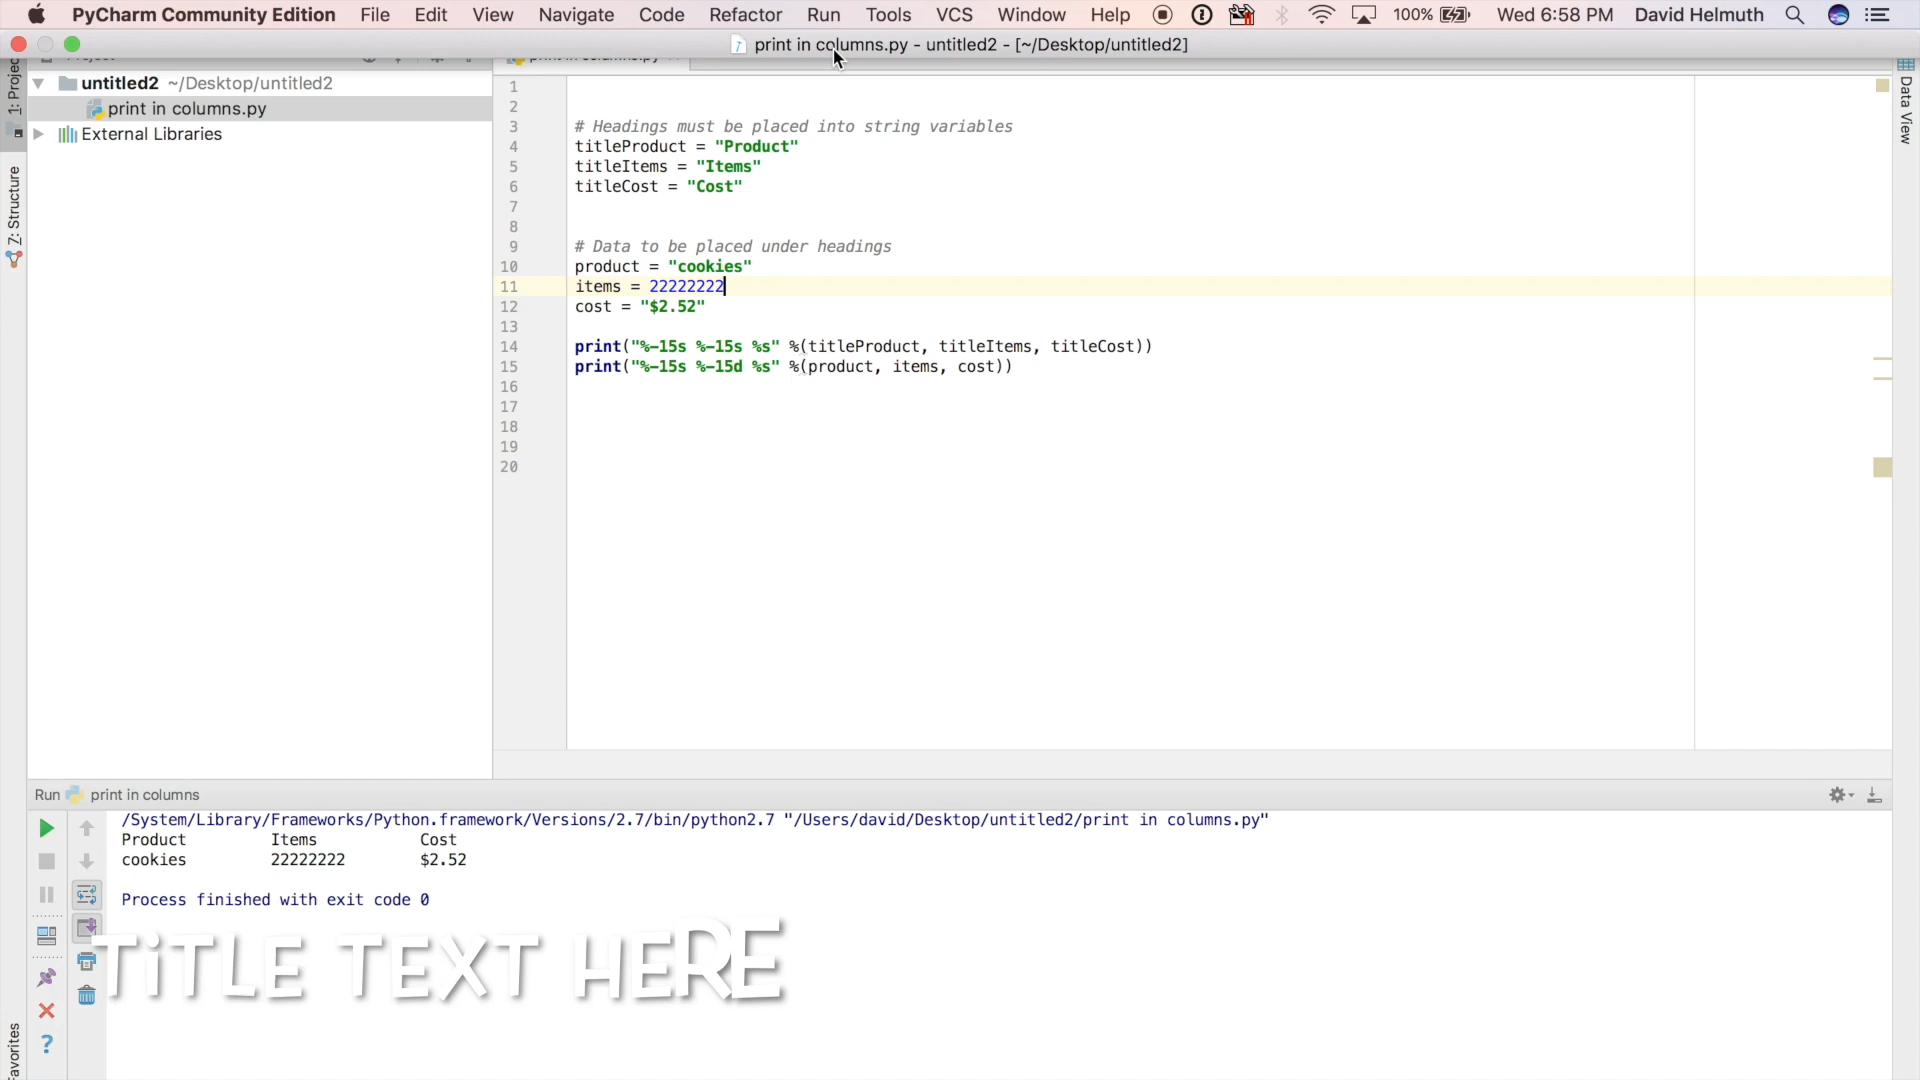 PyCharm Community Edition File Edit View Navigate Code Refactor Run Tools VCS Window Help 100% Wed 6:58 PM David Helmuth
print in columns.py - untitled2 - [~/Desktop/untitled2]
1: Project
Z: Structure
Favorites
Data View
untitled2 ~/Desktop/untitled2
print in columns.py
External Libraries
print in columns.py
1
2
3 # Headings must be placed into string variables
4 titleProduct = "Product"
5 titleItems = "Items"
6 titleCost = "Cost"
7
8
9 # Data to be placed under headings
10 product = "cookies"
11 items = 22222222
12 cost = "$2.52"
13
14 print("%-15s %-15s %s" %(titleProduct, titleItems, titleCost))
15 print("%-15s %-15d %s" %(product, items, cost))
16
17
18
19
20
Run print in columns
/System/Library/Frameworks/Python.framework/Versions/2.7/bin/python2.7 "/Users/david/Desktop/untitled2/print in columns.py"
Product Items Cost
cookies 22222222 $2.52
Process finished with exit code 0
TiTLE TEXT HERE